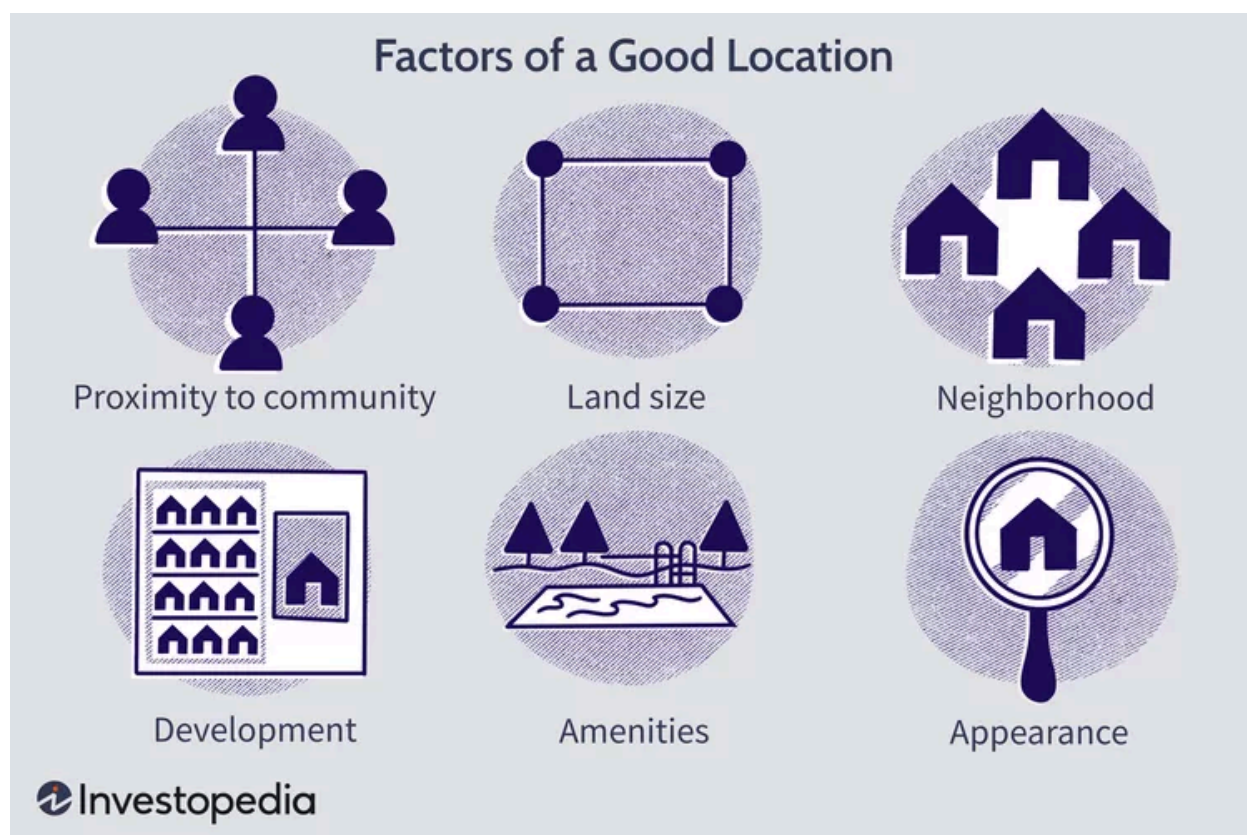 Factors of a Good Location
Proximity to community
Land size
Neighborhood
Development
Amenities
Appearance
Investopedia